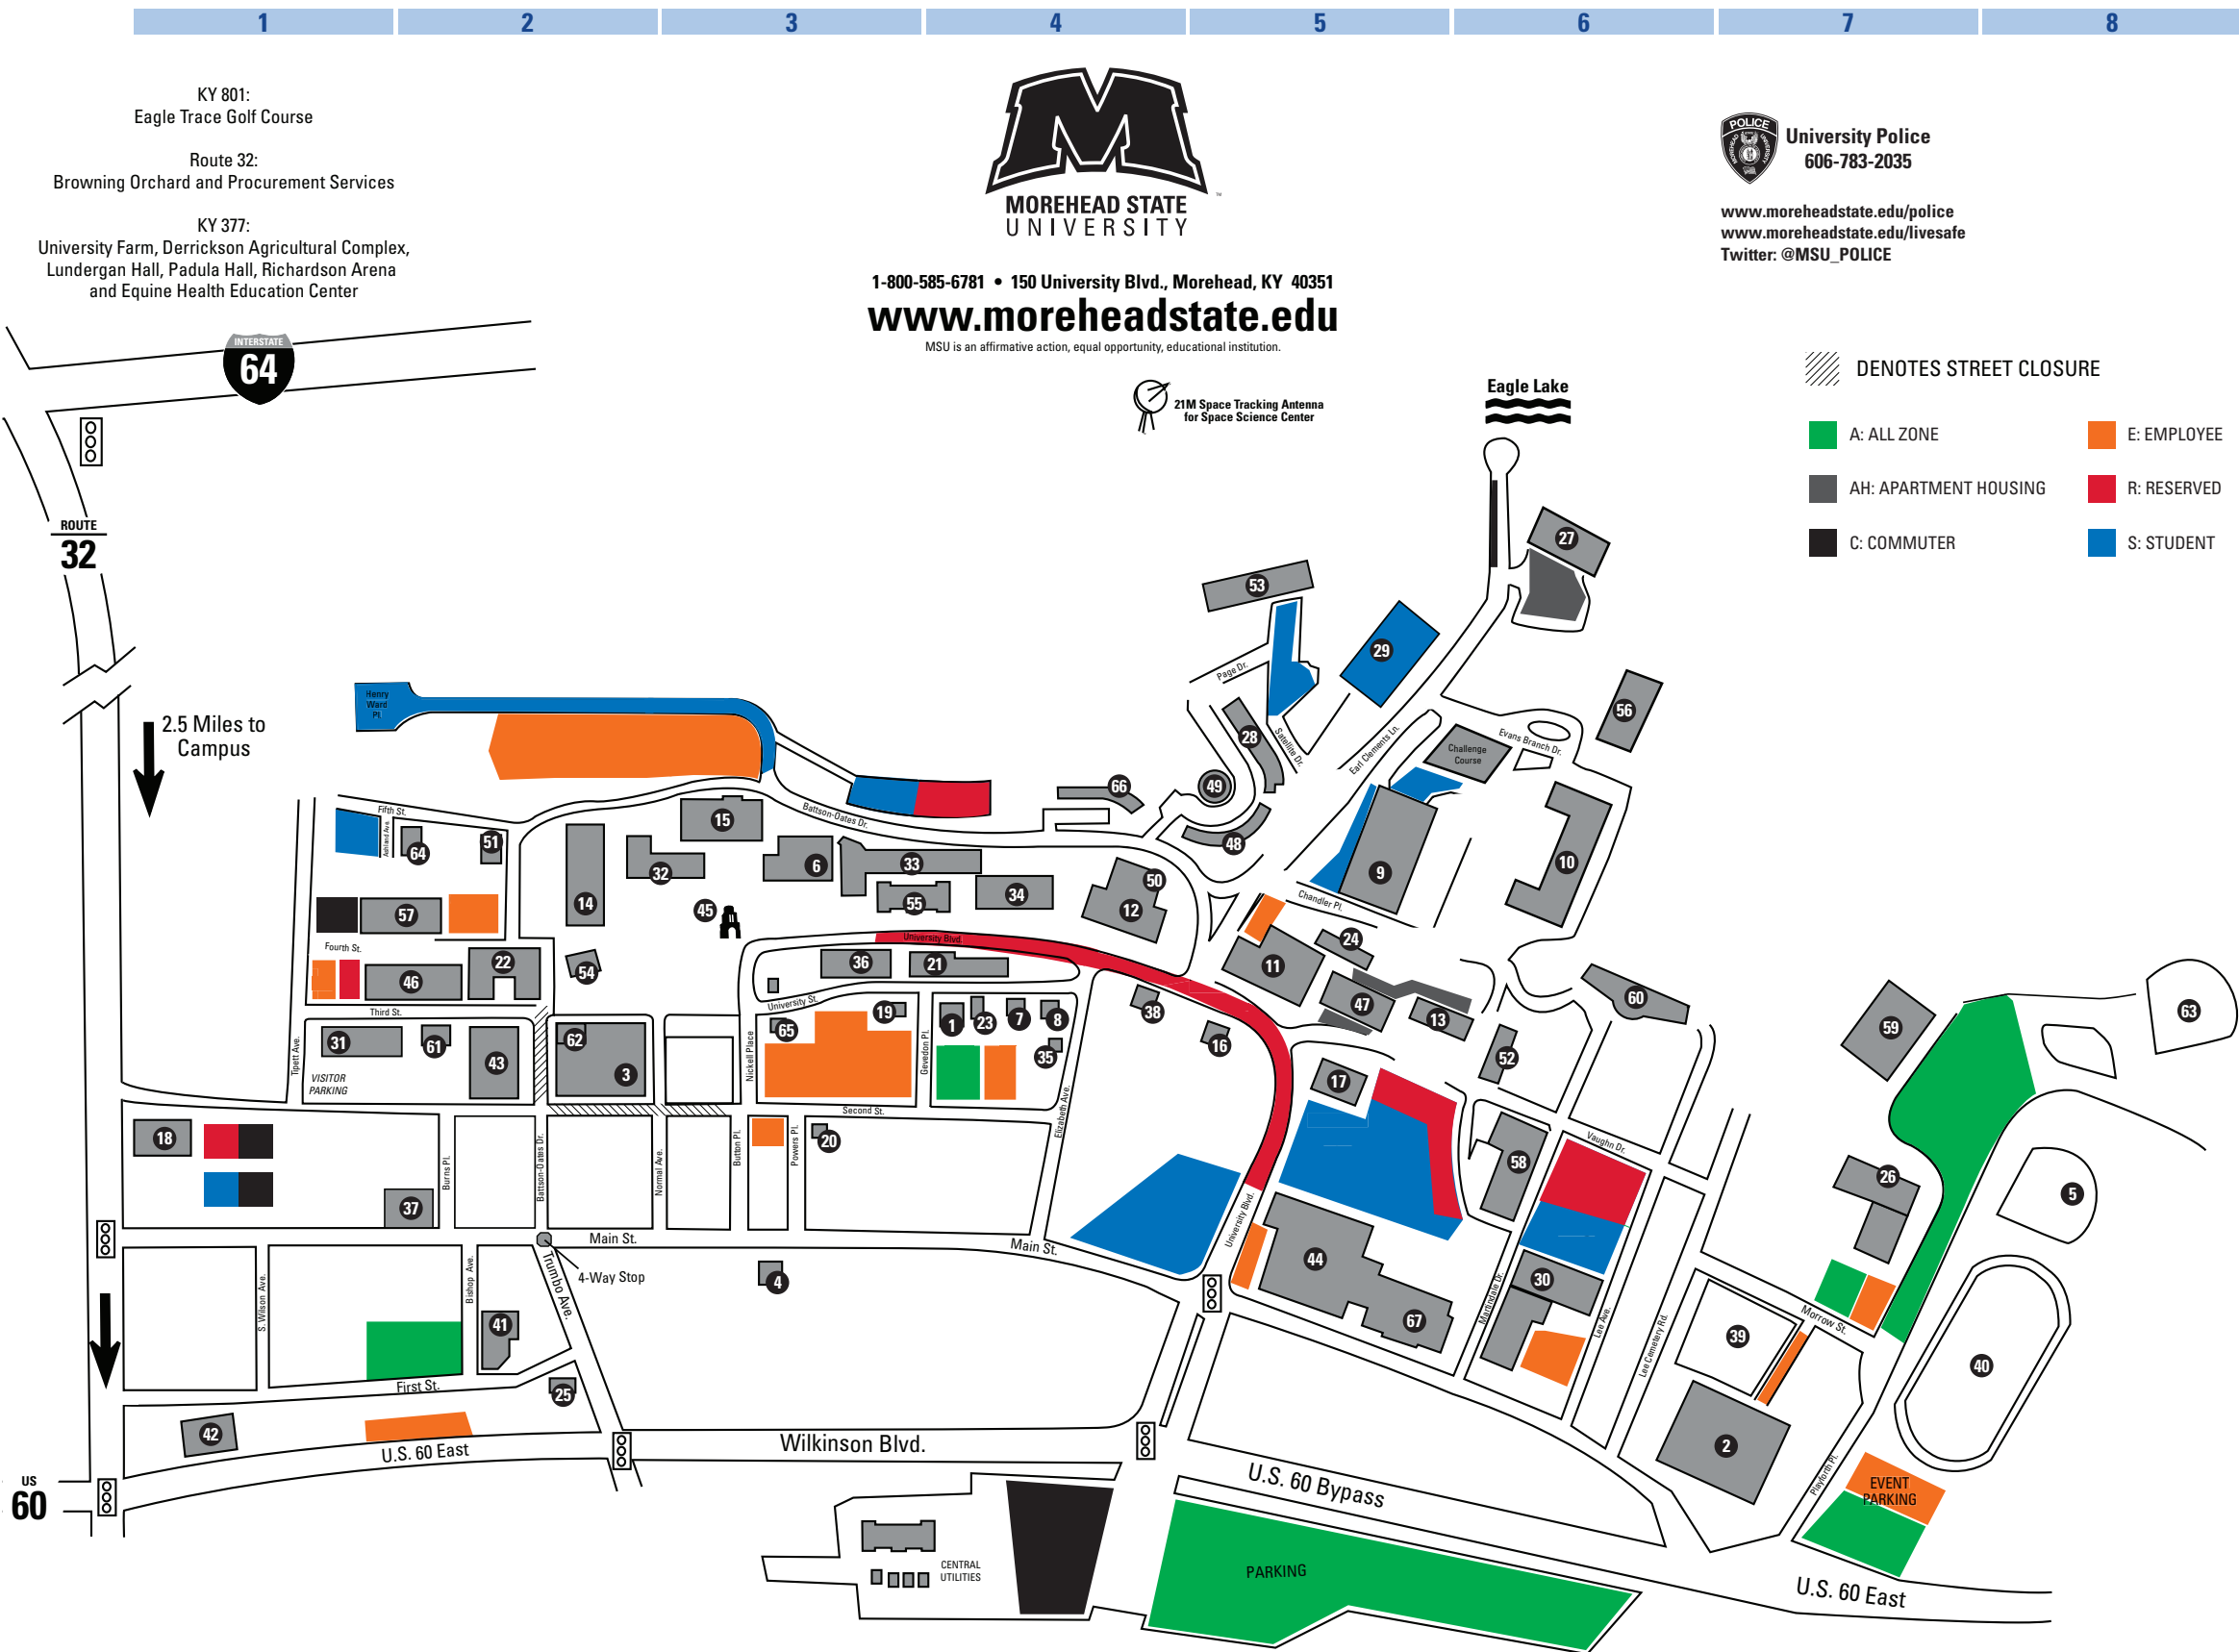 1 2 3 4 5 6 7 8
KY 801:
Eagle Trace Golf Course
Route 32:
Browning Orchard and Procurement Services
KY 377:
University Farm, Derrickson Agricultural Complex,
Lundergan Hall, Padula Hall, Richardson Arena
and Equine Health Education Center
MOREHEAD STATE
UNIVERSITY
1-800-585-6781 • 150 University Blvd., Morehead, KY 40351
www.moreheadstate.edu
MSU is an affirmative action, equal opportunity, educational institution.
POLICE
University Police
606-783-2035
www.moreheadstate.edu/police
www.moreheadstate.edu/livesafe
Twitter: @MSU_POLICE
INTERSTATE
64
21M Space Tracking Antenna
for Space Science Center
Eagle Lake
DENOTES STREET CLOSURE
A: ALL ZONE
E: EMPLOYEE
AH: APARTMENT HOUSING
R: RESERVED
C: COMMUTER
S: STUDENT
ROUTE
32
27
53
29
Page Dr.
Henry
Ward
Pl.
2.5 Miles to
Campus
28
Satellite Dr.
Earl Clements Ln.
Challenge
Course
Evans Branch Dr.
56
66
49
48
Fifth St.
Ashland Ave.
64
51
15
Battson-Oates Dr.
14
32
6
33
55
34
50
12
9
10
Chandler Pl.
57
45
University Blvd.
Fourth St.
46
22
54
36
21
24
11
47
13
60
59
63
Third St.
University St.
31
61
43
62
3
65
19
1
23
7
8
35
38
16
52
17
Tippett Ave.
VISITOR
PARKING
Nickell Place
Gevedon Pl.
Elizabeth Ave.
Second St.
18
Burns Pl.
Battson-Oates Dr.
Normal Ave.
Button Pl.
Powers Pl.
20
58
Vaughn Dr.
26
5
37
Main St.
Main St.
University Blvd.
4-Way Stop
Trumbo Ave.
S. Wilson Ave.
Bishop Ave.
41
4
44
67
30
Martindale Dr.
Lee Ave.
Lee Cemetery Rd.
39
Morrow St.
40
First St.
25
42
U.S. 60 East
Wilkinson Blvd.
2
Playforth Pl.
EVENT
PARKING
US
60
U.S. 60 Bypass
CENTRAL
UTILITIES
PARKING
U.S. 60 East